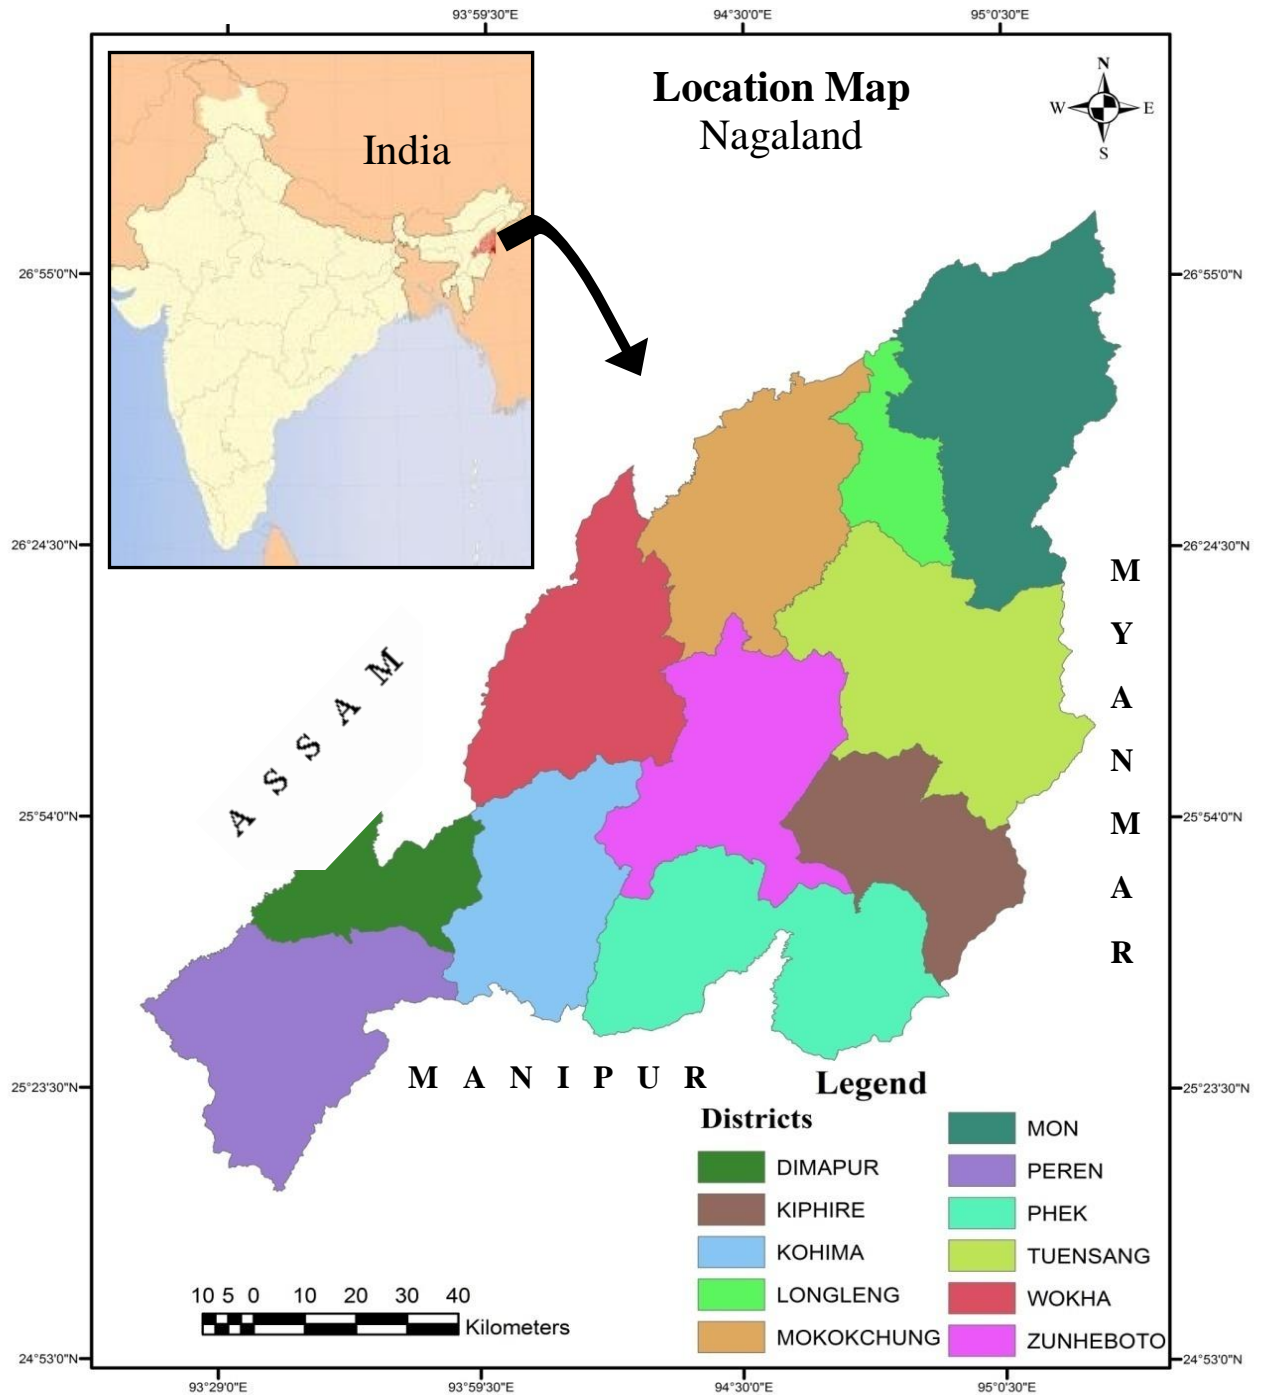 93°59'30"E 94°30'0"E 95°0'30"E
Location Map
Nagaland
N
W E
S
India
26°55'0"N 26°55'0"N
26°24'30"N 26°24'30"N
ASSAM
MYANMAR
25°54'0"N 25°54'0"N
MANIPUR
25°23'30"N 25°23'30"N
Legend
Districts
DIMAPUR
KIPHIRE
KOHIMA
LONGLENG
MOKOKCHUNG
MON
PEREN
PHEK
TUENSANG
WOKHA
ZUNHEBOTO
10 5 0 10 20 30 40
Kilometers
24°53'0"N 24°53'0"N
93°29'0"E 93°59'30"E 94°30'0"E 95°0'30"E